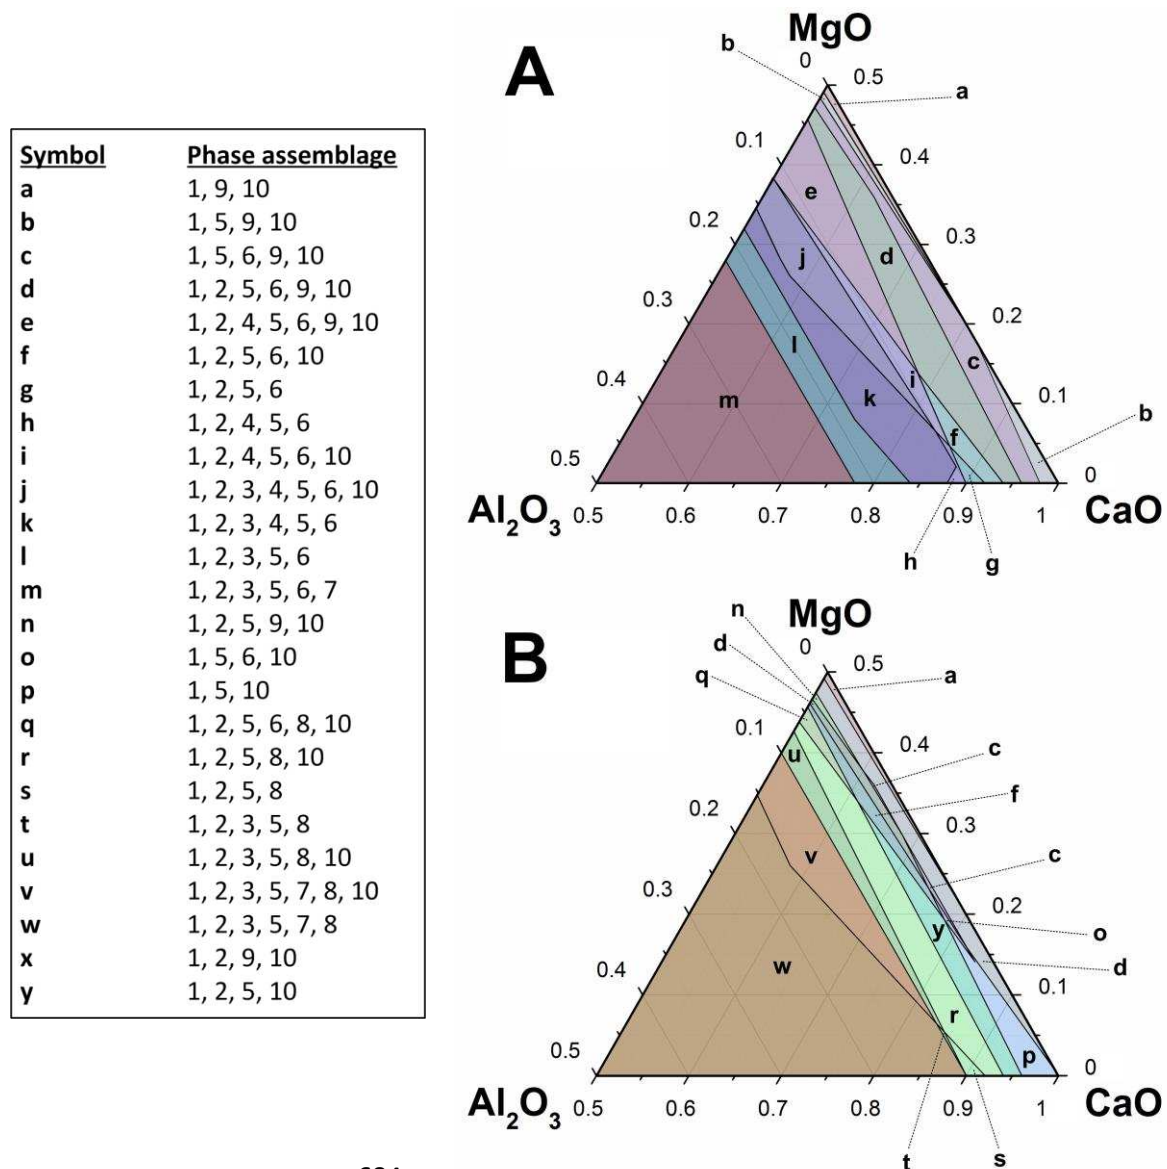 Symbol Phase assemblage
a 1, 9, 10
b 1, 5, 9, 10
c 1, 5, 6, 9, 10
d 1, 2, 5, 6, 9, 10
e 1, 2, 4, 5, 6, 9, 10
f 1, 2, 5, 6, 10
g 1, 2, 5, 6
h 1, 2, 4, 5, 6
i 1, 2, 4, 5, 6, 10
j 1, 2, 3, 4, 5, 6, 10
k 1, 2, 3, 4, 5, 6
l 1, 2, 3, 5, 6
m 1, 2, 3, 5, 6, 7
n 1, 2, 5, 9, 10
o 1, 5, 6, 10
p 1, 5, 10
q 1, 2, 5, 6, 8, 10
r 1, 2, 5, 8, 10
s 1, 2, 5, 8
t 1, 2, 3, 5, 8
u 1, 2, 3, 5, 8, 10
v 1, 2, 3, 5, 7, 8, 10
w 1, 2, 3, 5, 7, 8
x 1, 2, 9, 10
y 1, 2, 5, 10
A
MgO
b
0 0.5
a
0.1 0.4
e
0.2 0.3
j d
0.3 0.2
l i c
0.4 0.1
m k b
f
0.5 0
Al₂O₃ CaO
0.5 0.6 0.7 0.8 0.9 1
h g
B
MgO
n
d 0 0.5
q a
0.1 0.4
u c
f
0.2 0.3
v c
0.3 0.2
y o
w d
0.4 0.1
r
p
0.5 0
Al₂O₃ CaO
0.5 0.6 0.7 0.8 0.9 1
t s